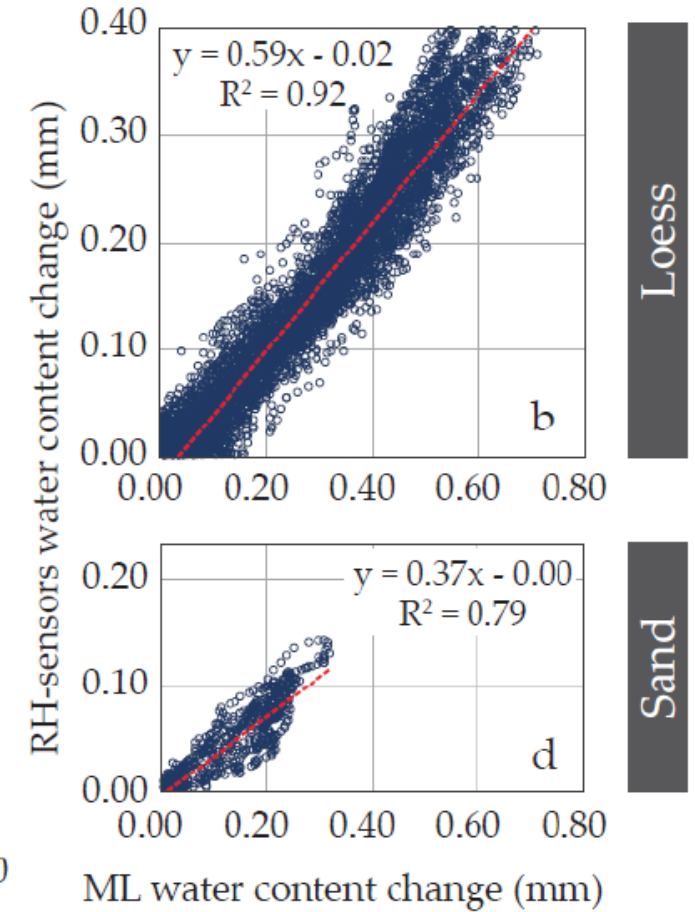 0.40
y = 0.59x - 0.02
R² = 0.92
0.30
0.20
0.10
b
0.00
0.00 0.20 0.40 0.60 0.80
Loess
RH-sensors water content change (mm)
y = 0.37x - 0.00
R² = 0.79
0.20
0.10
d
0.00
0.00 0.20 0.40 0.60 0.80
Sand
0
ML water content change (mm)